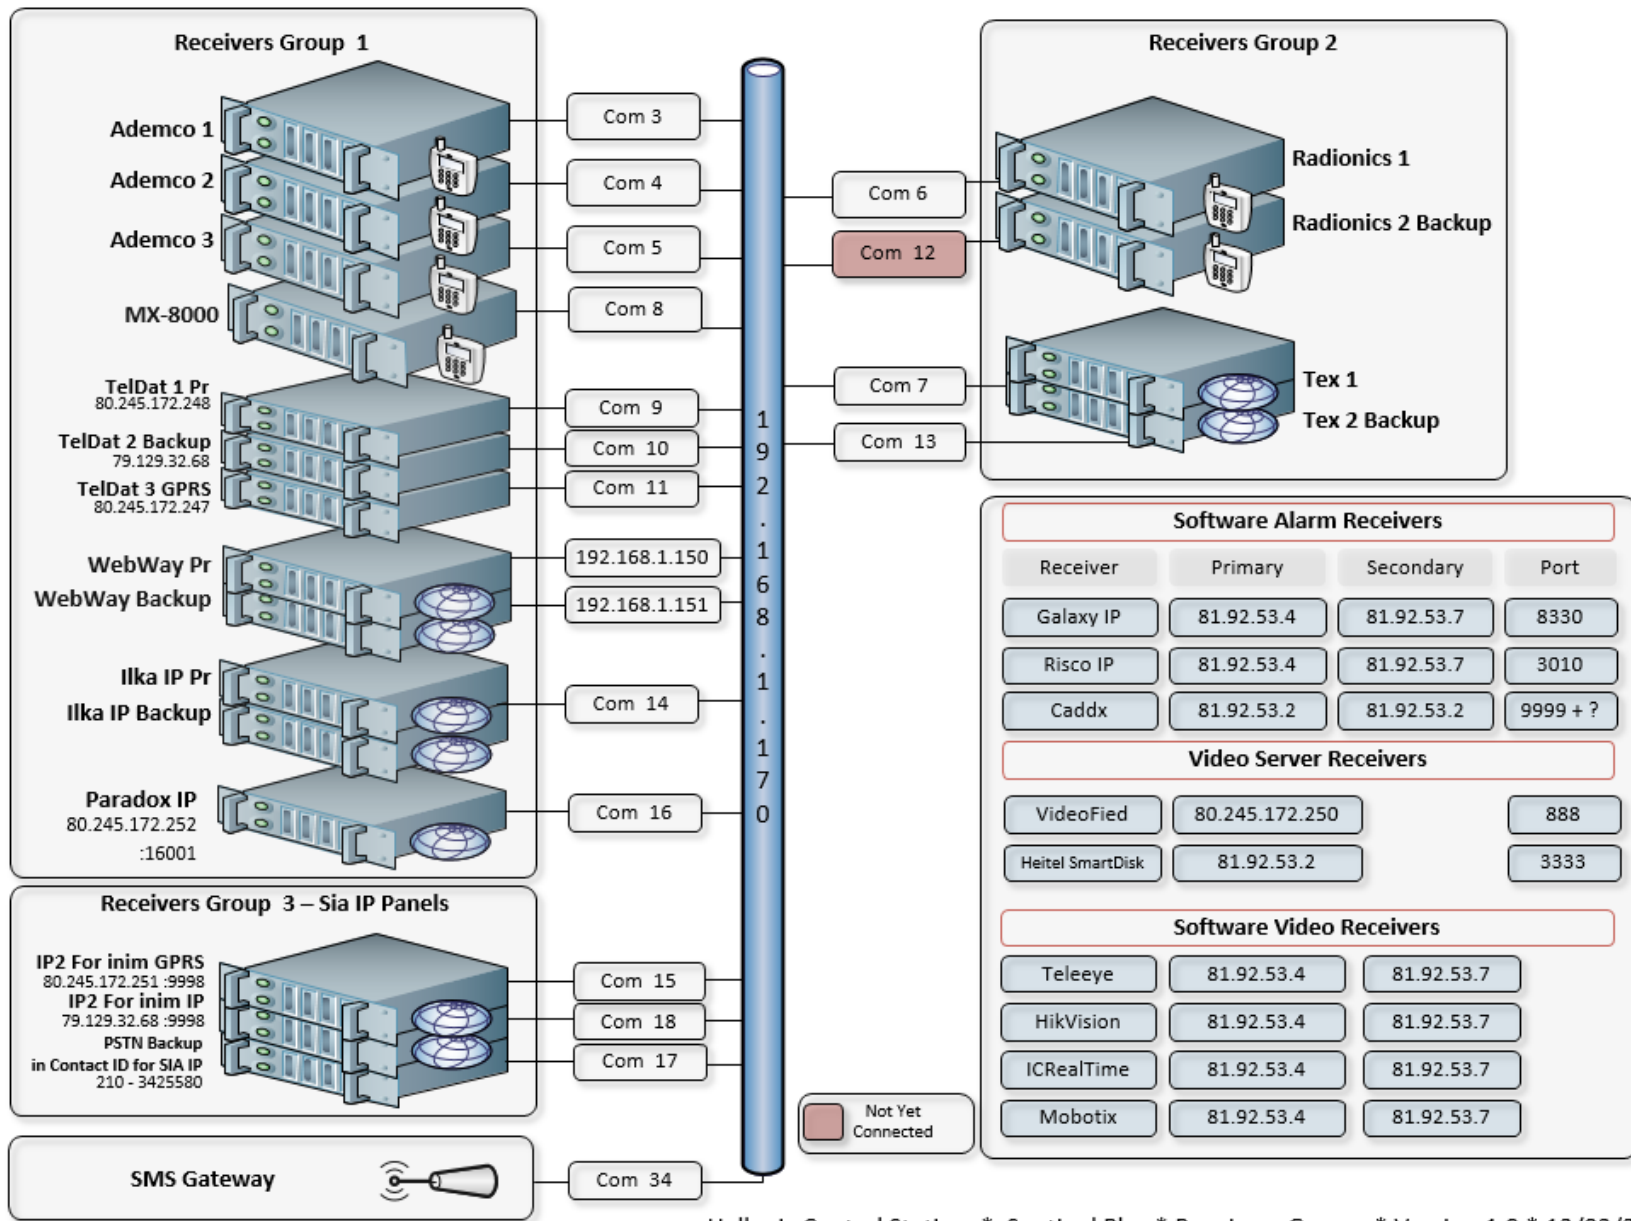 Receivers Group 1
Ademco 1
Com 3
Ademco 2
Com 4
Ademco 3
Com 5
MX-8000
Com 8
TelDat 1 Pr
80.245.172.248
Com 9
TelDat 2 Backup
79.129.32.68
Com 10
TelDat 3 GPRS
80.245.172.247
Com 11
WebWay Pr
192.168.1.150
WebWay Backup
192.168.1.151
Ilka IP Pr
Ilka IP Backup
Com 14
Paradox IP
80.245.172.252
:16001
Com 16
Receivers Group 3 – Sia IP Panels
IP2 For inim GPRS
80.245.172.251 :9998
Com 15
IP2 For inim IP
79.129.32.68 :9998
Com 18
PSTN Backup
in Contact ID for SIA IP
210 - 3425580
Com 17
SMS Gateway
Com 34
192.168.1.170
Receivers Group 2
Com 6
Radionics 1
Com 12
Radionics 2 Backup
Com 7
Tex 1
Com 13
Tex 2 Backup
Software Alarm Receivers
Receiver Primary Secondary Port
Galaxy IP 81.92.53.4 81.92.53.7 8330
Risco IP 81.92.53.4 81.92.53.7 3010
Caddx 81.92.53.2 81.92.53.2 9999 + ?
Video Server Receivers
VideoFied 80.245.172.250 888
Heitel SmartDisk 81.92.53.2 3333
Software Video Receivers
Teleeye 81.92.53.4 81.92.53.7
HikVision 81.92.53.4 81.92.53.7
ICRealTime 81.92.53.4 81.92.53.7
Mobotix 81.92.53.4 81.92.53.7
Not Yet
Connected